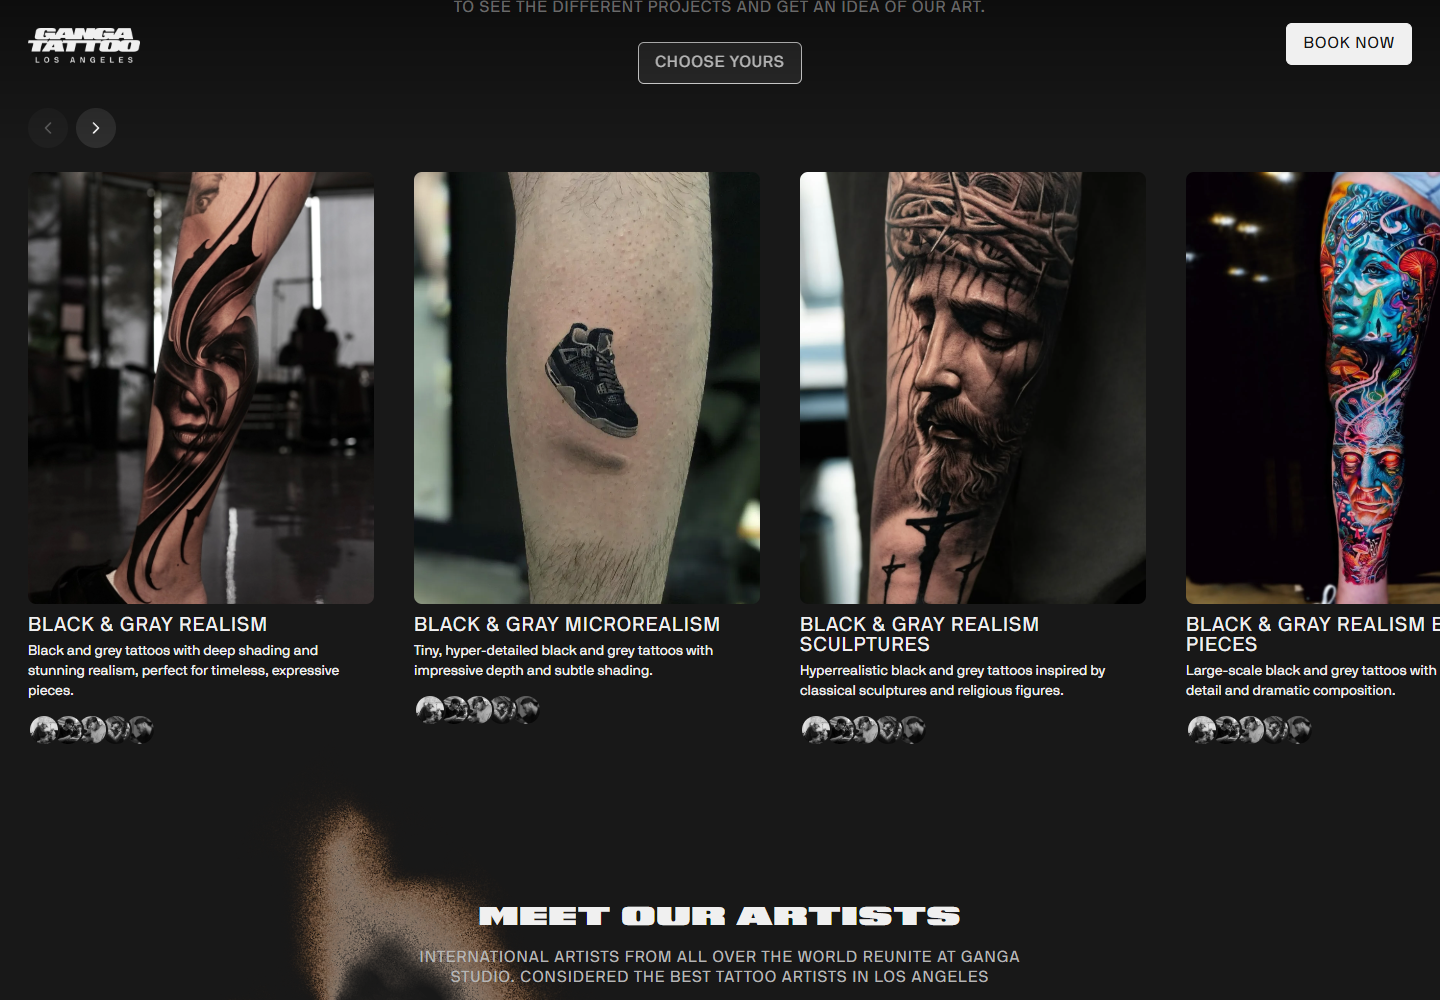 TO SEE THE DIFFERENT PROJECTS AND GET AN IDEA OF OUR ART.
GANGA
TATTOO
LOS ANGELES
CHOOSE YOURS
BOOK NOW
BLACK & GRAY REALISM
Black and grey tattoos with deep shading and
stunning realism, perfect for timeless, expressive
pieces.
BLACK & GRAY MICROREALISM
Tiny, hyper-detailed black and grey tattoos with
impressive depth and subtle shading.
BLACK & GRAY REALISM
SCULPTURES
Hyperrealistic black and grey tattoos inspired by
classical sculptures and religious figures.
BLACK & GRAY REALISM
PIECES
Large-scale black and grey tattoos with
detail and dramatic composition.
MEET OUR ARTISTS
INTERNATIONAL ARTISTS FROM ALL OVER THE WORLD REUNITE AT GANGA
STUDIO. CONSIDERED THE BEST TATTOO ARTISTS IN LOS ANGELES